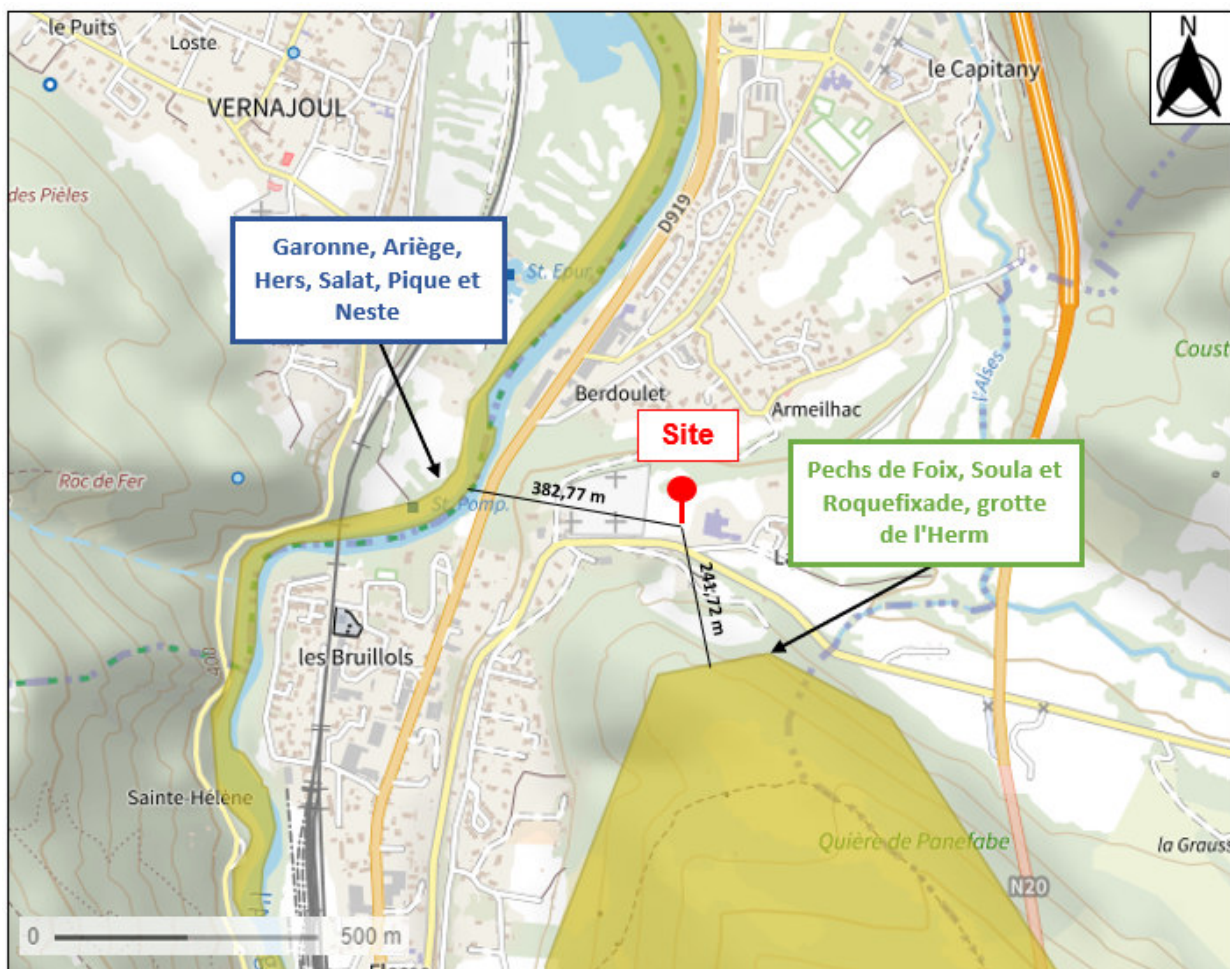 le Puits
Loste
VERNAJOUL
le Capitany
N
des Pièles
D919
Garonne, Ariège,
Hers, Salat, Pique et
Neste
St. Epur.
l'Alses
Coust
Berdoulet
Armeilhac
Site
Roc de Fer
Pechs de Foix, Soula et
Roquefixade, grotte
de l'Herm
382,77 m
St. Pomp.
La
241,72 m
400
les Bruillols
Sainte-Hélène
Quière de Panefabe
la Grauss
N20
0
500 m